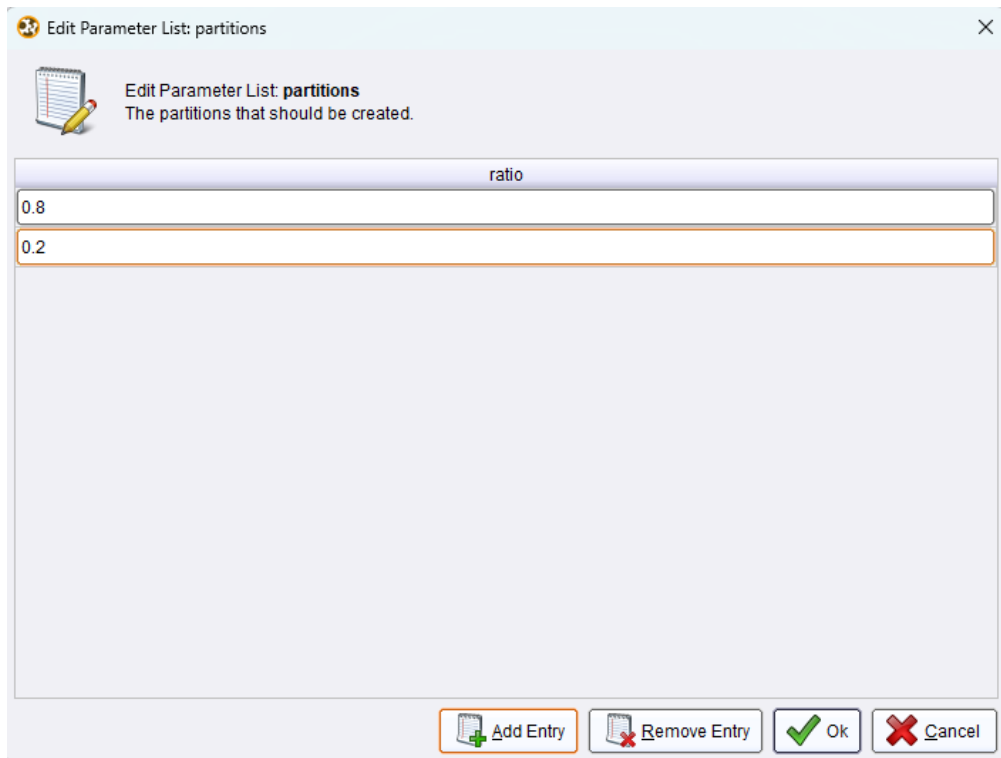 Edit Parameter List: partitions
Edit Parameter List: partitions
The partitions that should be created.
ratio
0.8
0.2
Add Entry Remove Entry Ok Cancel